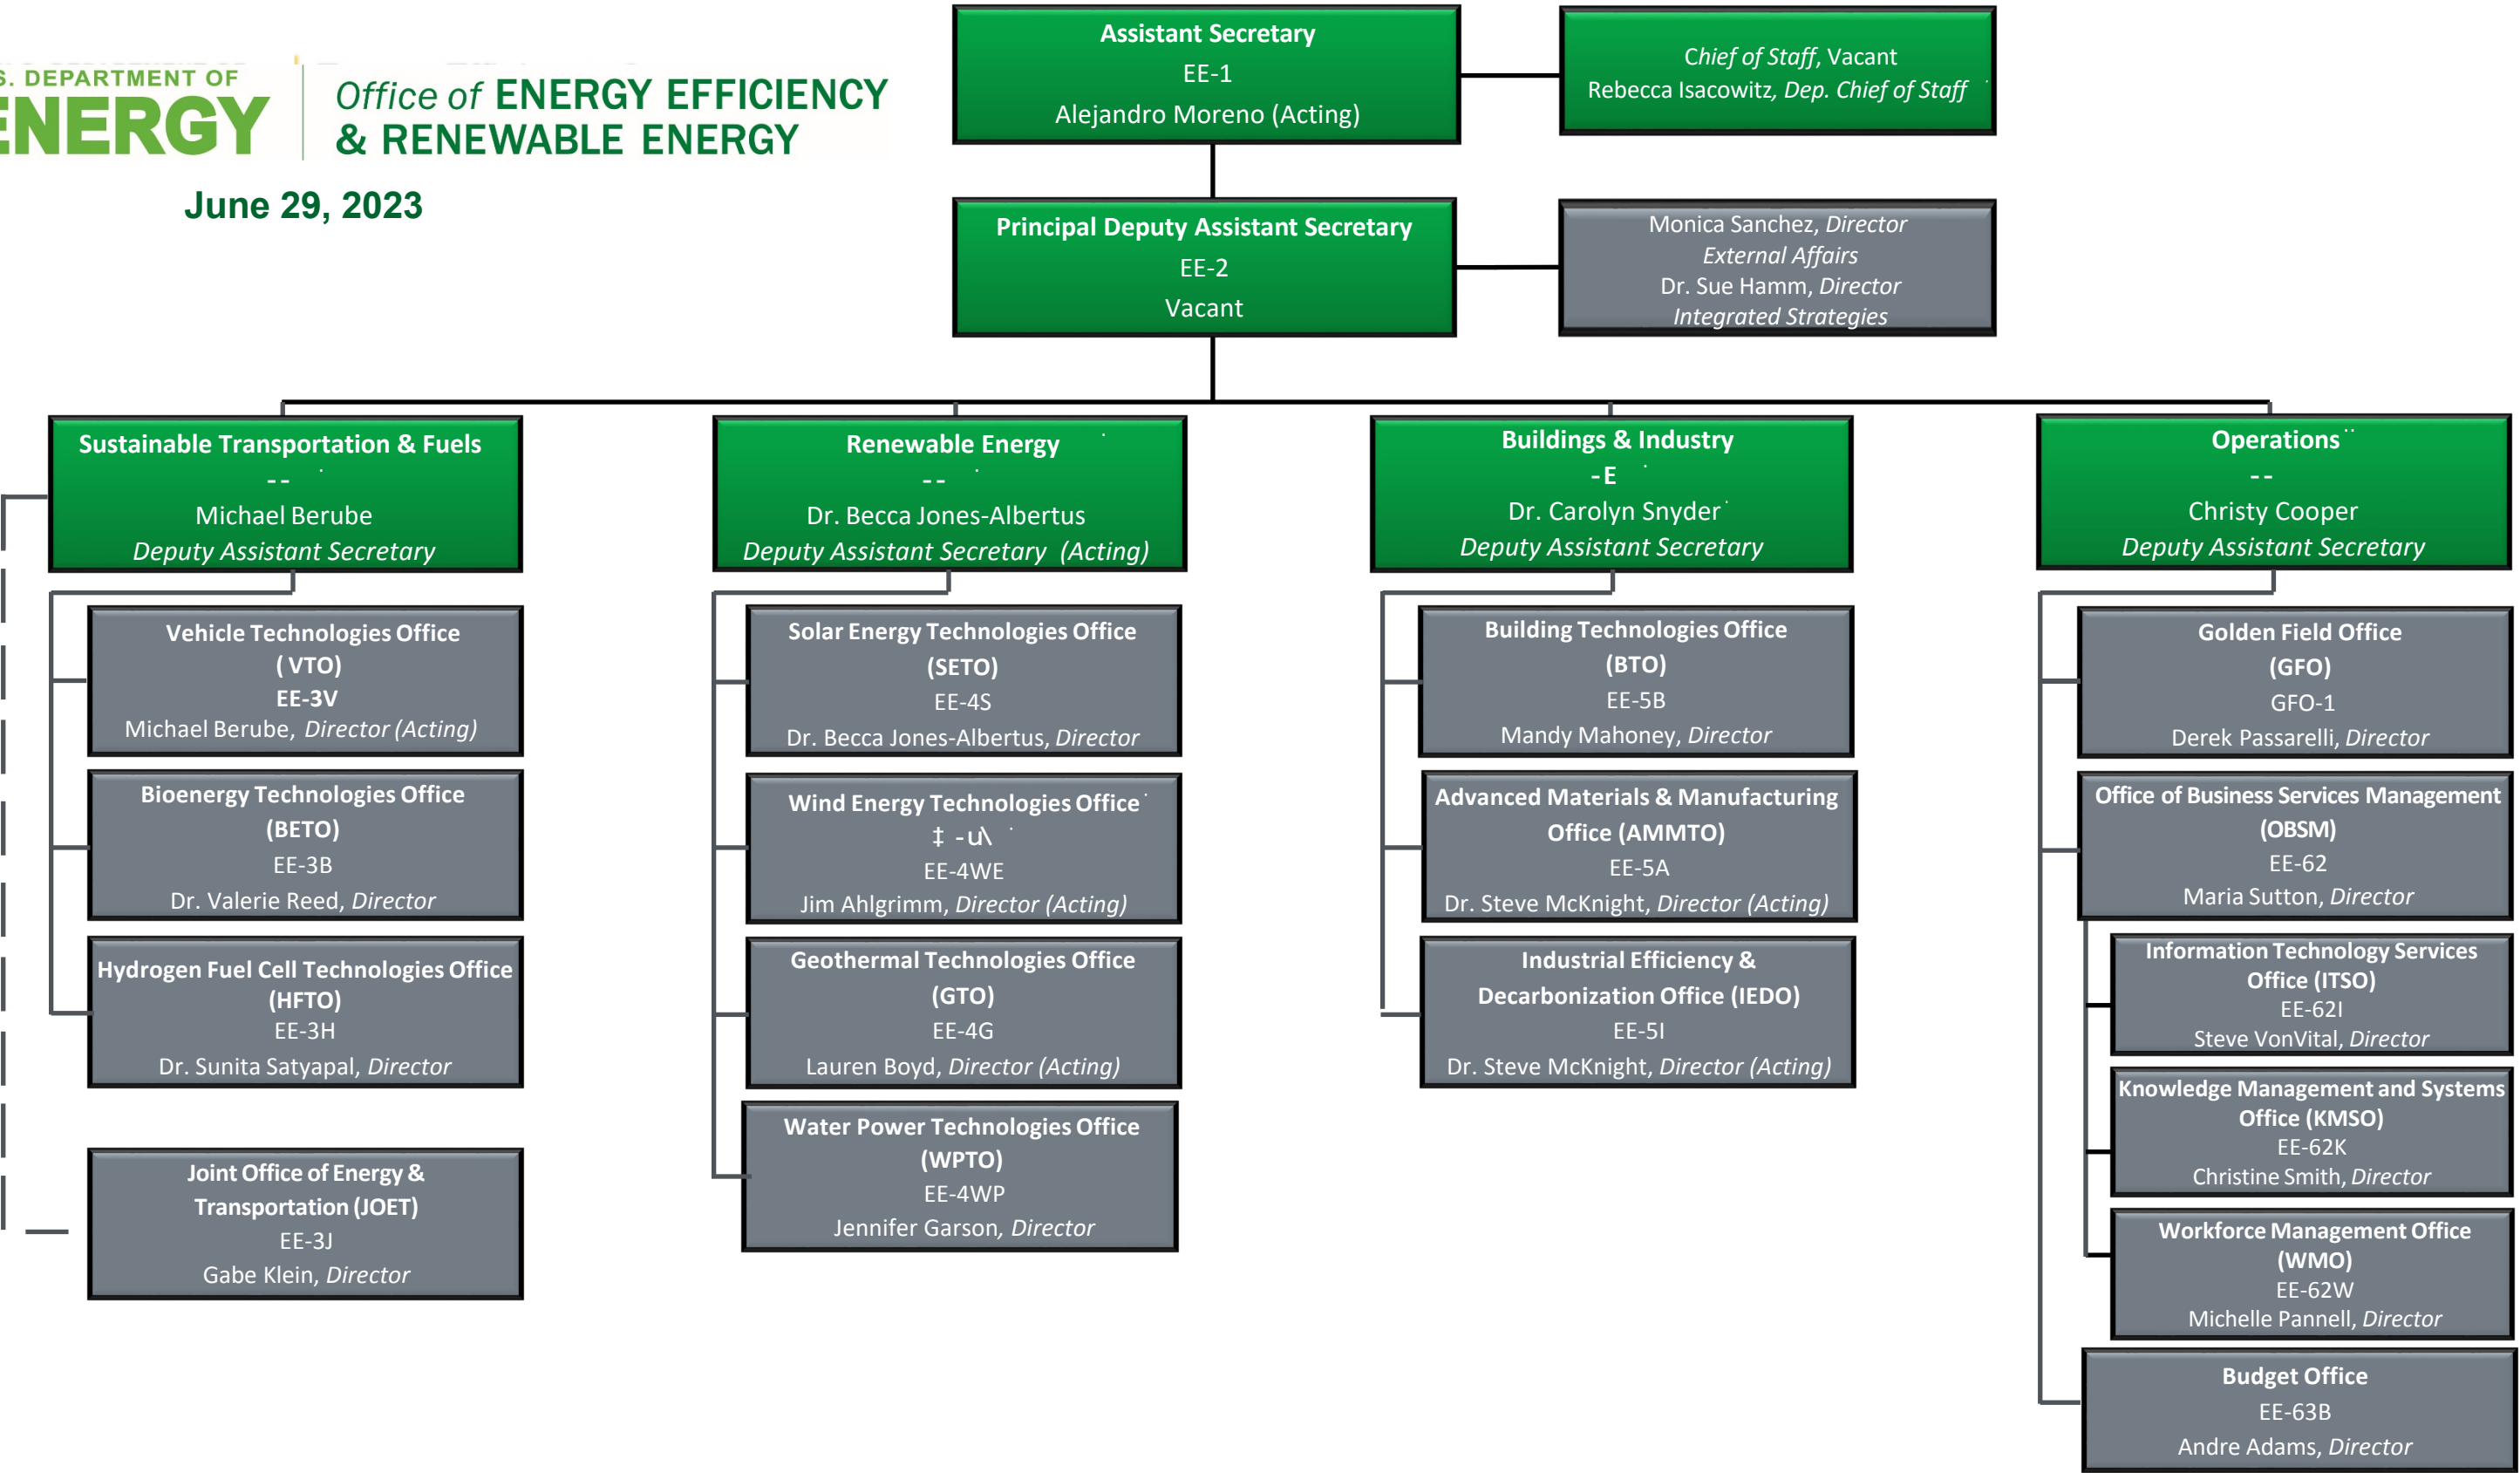 S. DEPARTMENT OF
ENERGY
Office of ENERGY EFFICIENCY
& RENEWABLE ENERGY
June 29, 2023
Assistant Secretary
EE-1
Alejandro Moreno (Acting)
Chief of Staff, Vacant
Rebecca Isacowitz, Dep. Chief of Staff
Principal Deputy Assistant Secretary
EE-2
Vacant
Monica Sanchez, Director
External Affairs
Dr. Sue Hamm, Director
Integrated Strategies
Sustainable Transportation & Fuels
--
Michael Berube
Deputy Assistant Secretary
Vehicle Technologies Office
( VTO)
EE-3V
Michael Berube, Director (Acting)
Bioenergy Technologies Office
(BETO)
EE-3B
Dr. Valerie Reed, Director
Hydrogen Fuel Cell Technologies Office
(HFTO)
EE-3H
Dr. Sunita Satyapal, Director
Joint Office of Energy &
Transportation (JOET)
EE-3J
Gabe Klein, Director
Renewable Energy
--
Dr. Becca Jones-Albertus
Deputy Assistant Secretary (Acting)
Solar Energy Technologies Office
(SETO)
EE-4S
Dr. Becca Jones-Albertus, Director
Wind Energy Technologies Office
‡ -u\
EE-4WE
Jim Ahlgrimm, Director (Acting)
Geothermal Technologies Office
(GTO)
EE-4G
Lauren Boyd, Director (Acting)
Water Power Technologies Office
(WPTO)
EE-4WP
Jennifer Garson, Director
Buildings & Industry
-E
Dr. Carolyn Snyder
Deputy Assistant Secretary
Building Technologies Office
(BTO)
EE-5B
Mandy Mahoney, Director
Advanced Materials & Manufacturing
Office (AMMTO)
EE-5A
Dr. Steve McKnight, Director (Acting)
Industrial Efficiency &
Decarbonization Office (IEDO)
EE-5I
Dr. Steve McKnight, Director (Acting)
Operations
--
Christy Cooper
Deputy Assistant Secretary
Golden Field Office
(GFO)
GFO-1
Derek Passarelli, Director
Office of Business Services Management
(OBSM)
EE-62
Maria Sutton, Director
Information Technology Services
Office (ITSO)
EE-62I
Steve VonVital, Director
Knowledge Management and Systems
Office (KMSO)
EE-62K
Christine Smith, Director
Workforce Management Office
(WMO)
EE-62W
Michelle Pannell, Director
Budget Office
EE-63B
Andre Adams, Director